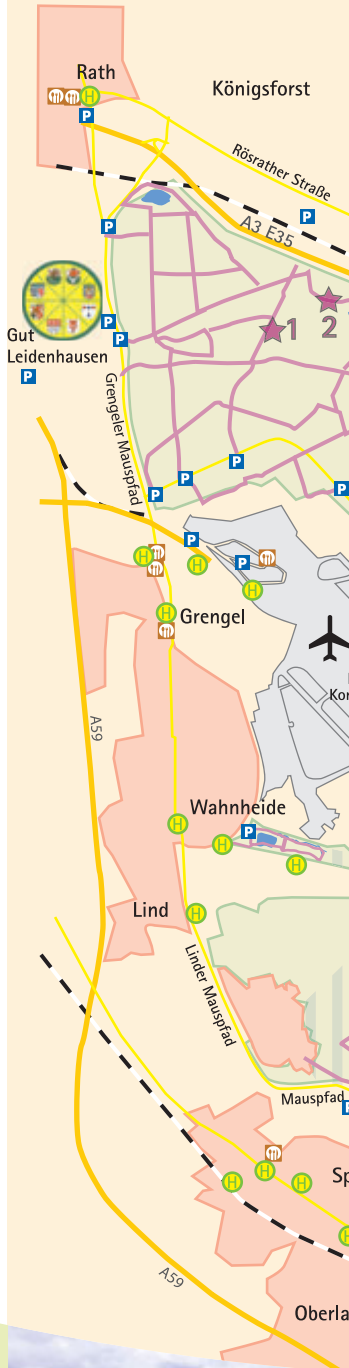 Rath
Königsforst
H
P
Rösrather Straße
P
A3 E35
P
1
2
P
P
Gut
Leidenhausen
P
Grengeler Mauspfad
P
P
P
P
P
P
H
H
H
H
Grengel
A59
Wahnheide
H
P
H
H
Lind
H
Linder Mauspfad
Mauspfad
P
H
H
H
H
A59